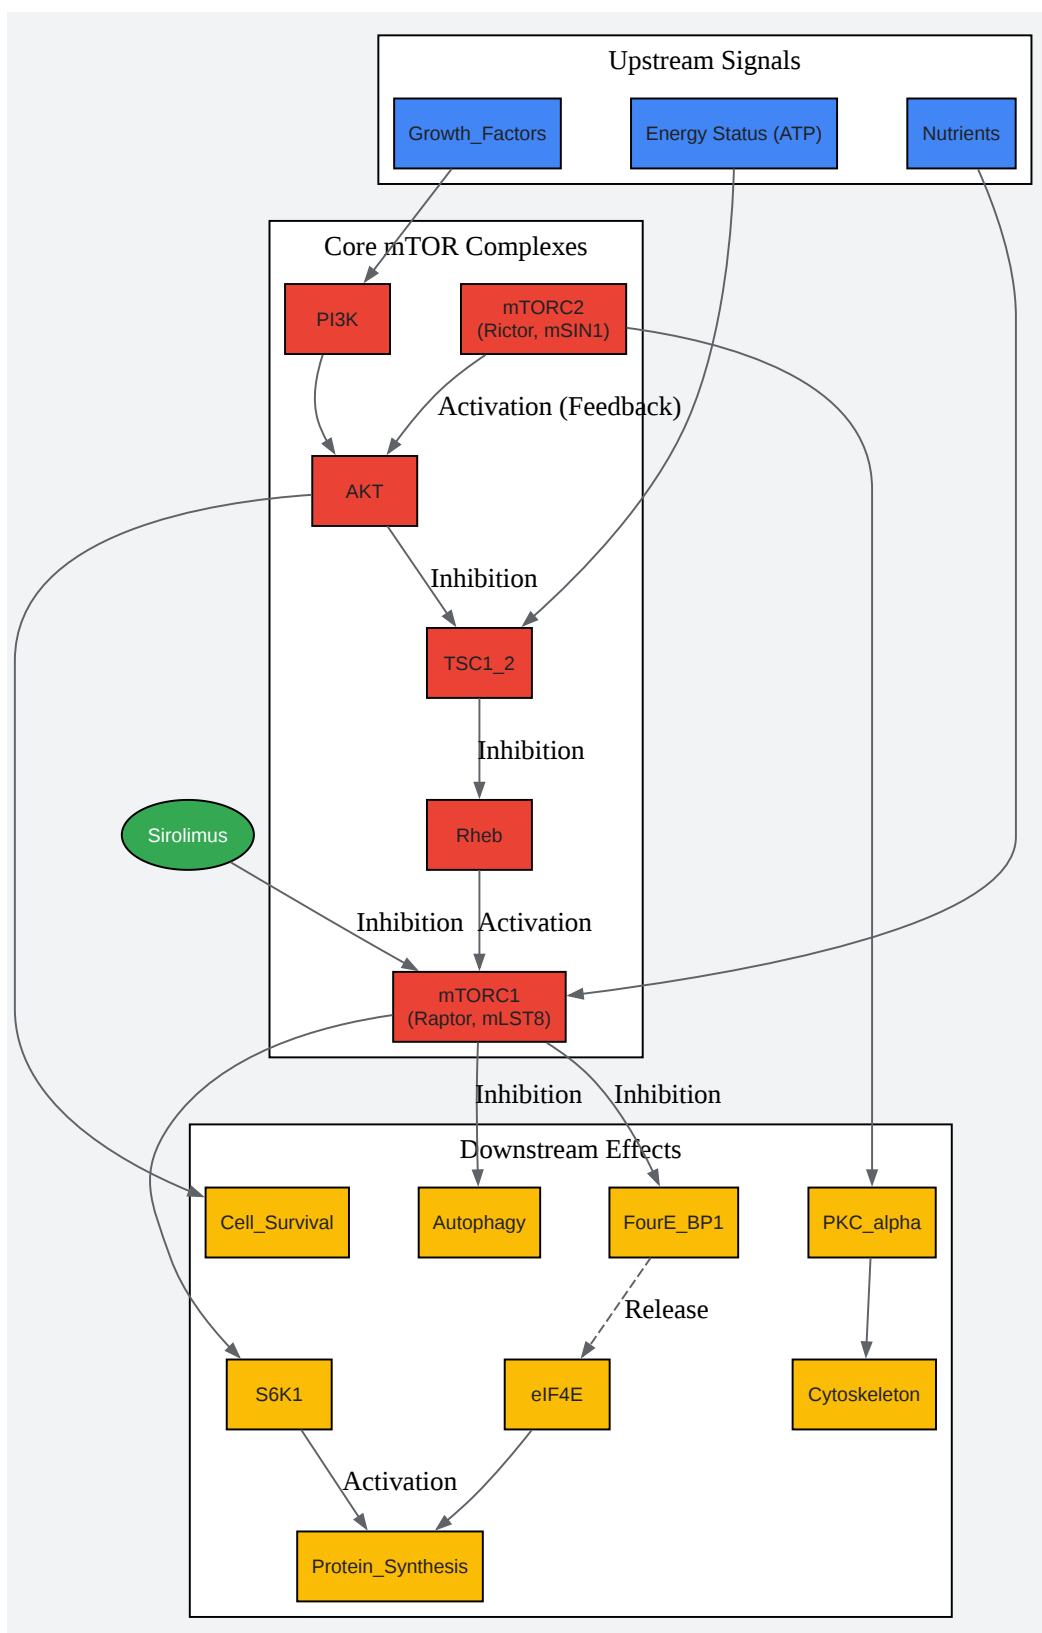 Upstream Signals
Growth_Factors
Energy Status (ATP)
Nutrients
Core mTOR Complexes
PI3K
mTORC2
(Rictor, mSIN1)
Activation (Feedback)
AKT
Inhibition
TSC1_2
Inhibition
Sirolimus
Rheb
Inhibition
Activation
mTORC1
(Raptor, mLST8)
Inhibition
Inhibition
Downstream Effects
Cell_Survival
Autophagy
FourE_BP1
PKC_alpha
Release
S6K1
eIF4E
Cytoskeleton
Activation
Protein_Synthesis